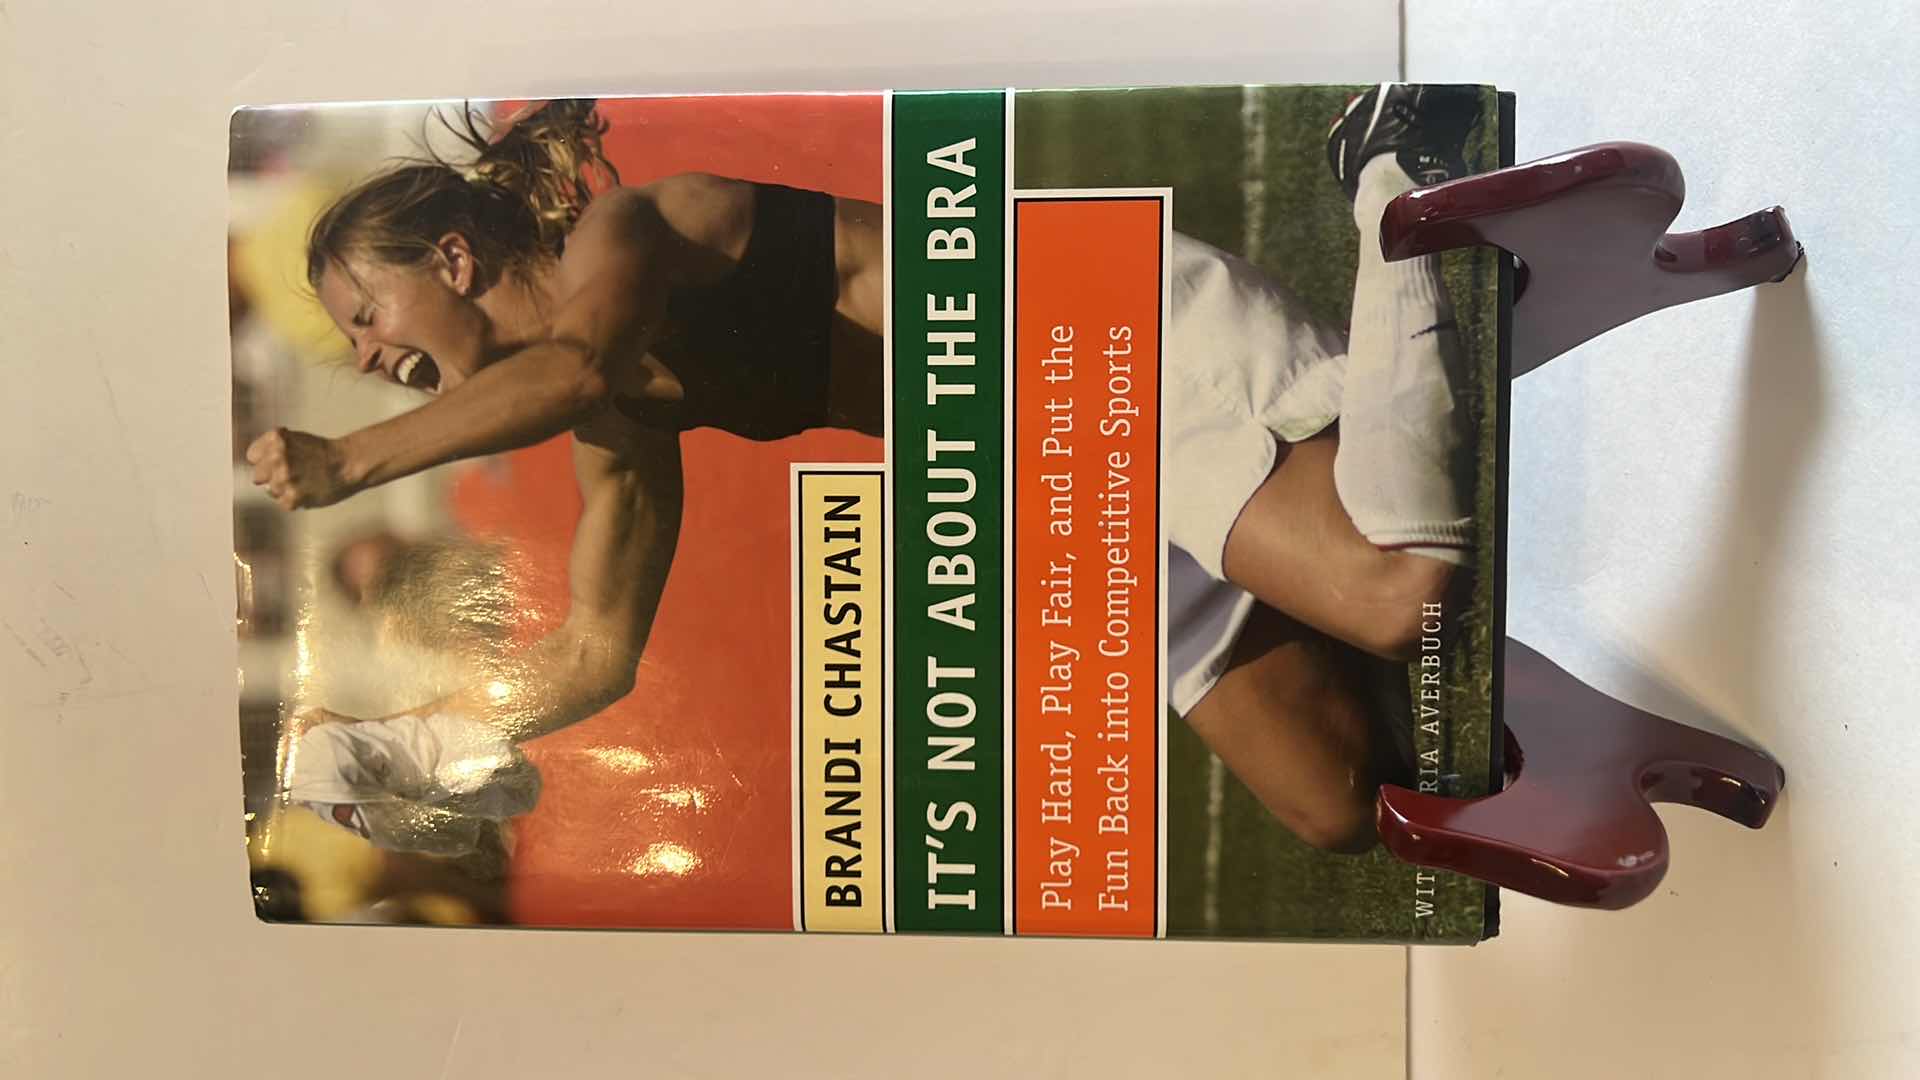 BRANDI CHASTAIN
IT'S NOT ABOUT THE BRA
Play Hard, Play Fair, and Put the
Fun Back into Competitive Sports
AVERBUCH